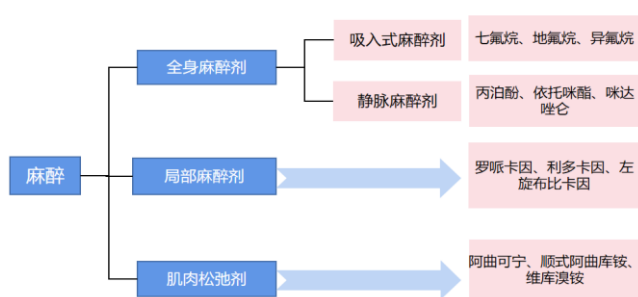 全身麻醉剂
吸入式麻醉剂
七氟烷、地氟烷、异氟烷
静脉麻醉剂
丙泊酚、依托咪酯、咪达
唑仑
麻醉
局部麻醉剂
罗哌卡因、利多卡因、左
旋布比卡因
肌肉松弛剂
阿曲可宁、顺式阿曲库铵、
维库溴铵